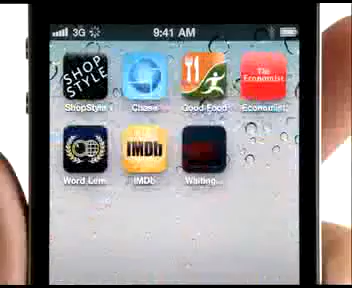 3G 9:41 AM
SHOP
STYLE
The
Economist
ShopStyle
Chase
Good Food
Economist
IMDb
Word Lens
IMDb
Waiting...